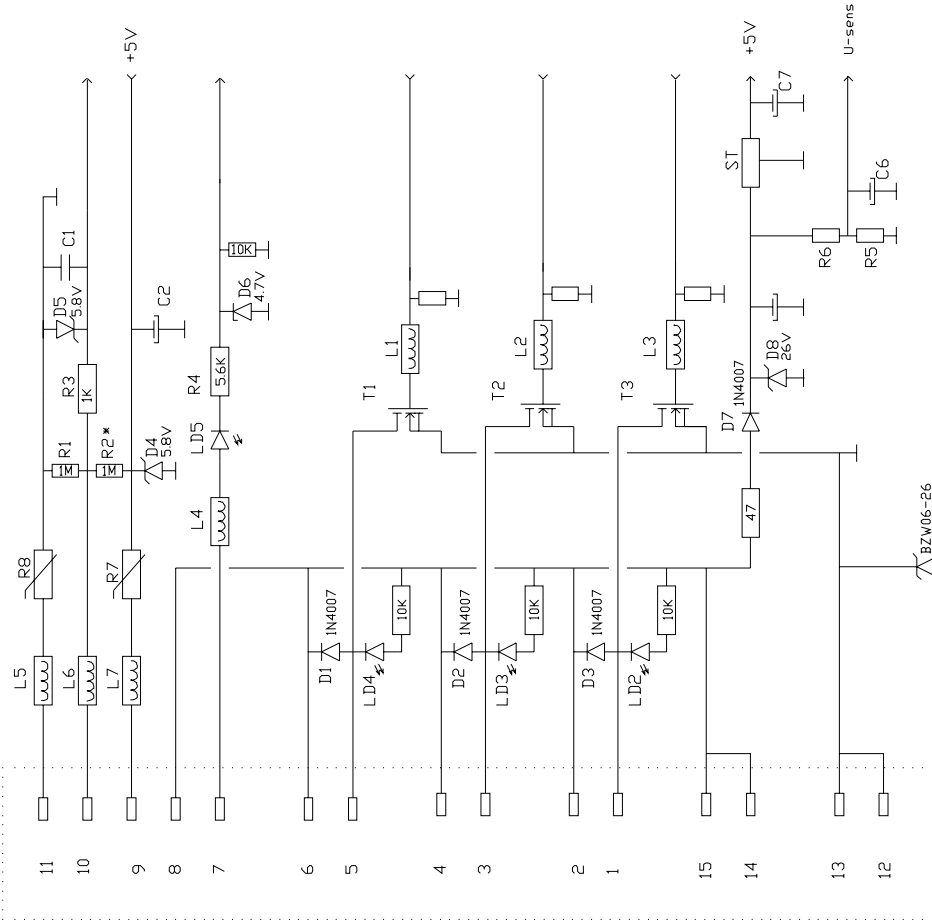 11
10
9
8
7
6
5
4
3
2
1
15
14
13
12
L5
L6
L7
R8
R7
R1
1M
R2*
1M
D4
5.8V
R3
1K
D5
5.8V
C1
C2
+5V
L4
LD5
R4
5.6K
D6
4.7V
10K
D1
1N4007
LD4
10K
T1
L1
D2
1N4007
LD3
10K
T2
L2
D3
1N4007
LD2
10K
T3
L3
47
D7
1N4007
D8
26V
ST
C7
+5V
R6
R5
C6
U-sens
BZW06-26